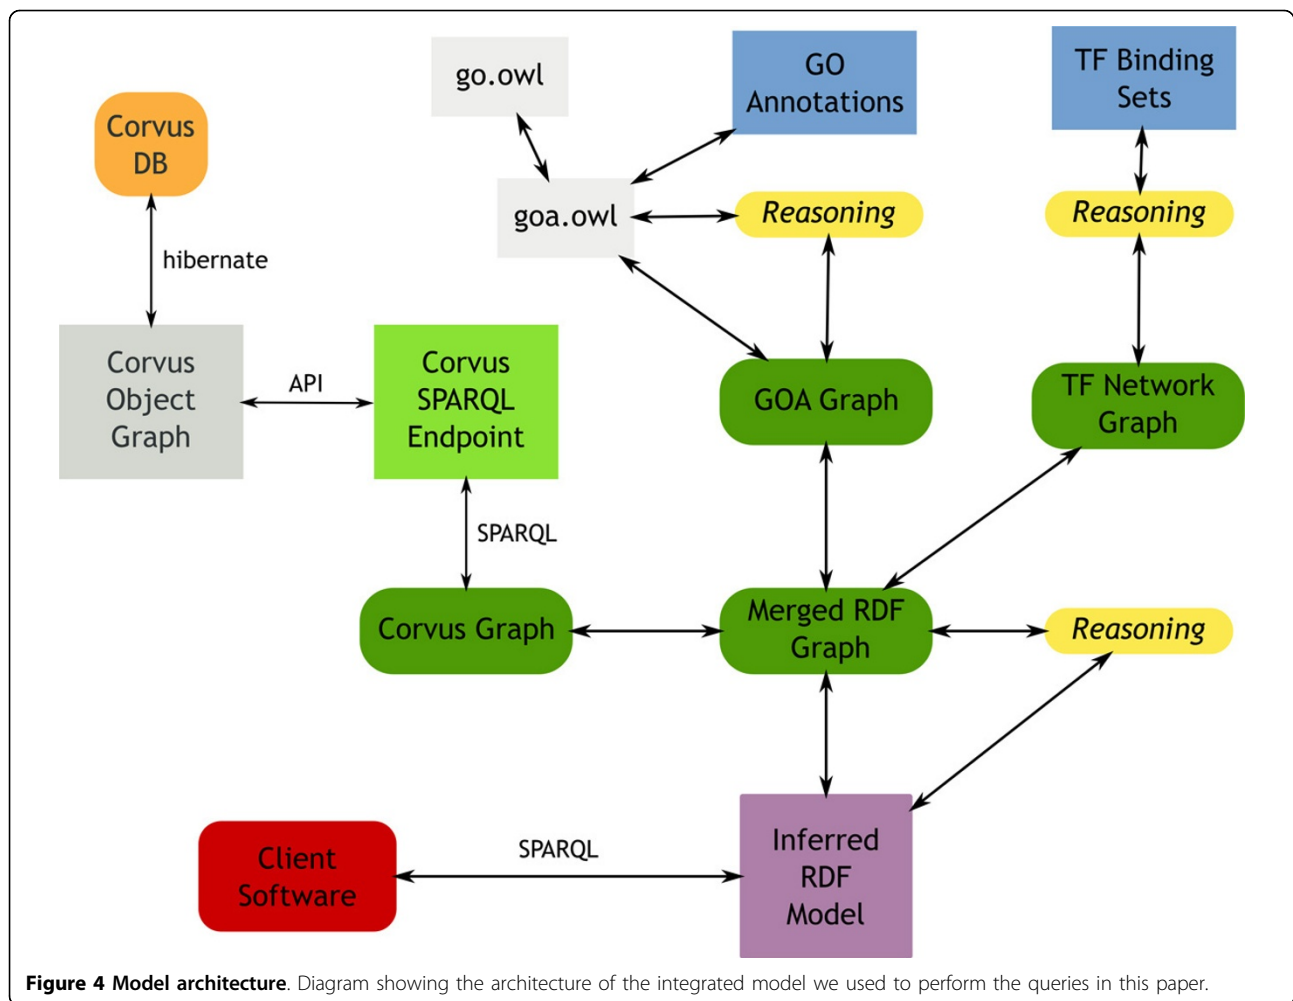 go.owl
GO
Annotations
TF Binding
Sets
Corvus
DB
goa.owl
Reasoning
Reasoning
hibernate
Corvus
Object
Graph
API
Corvus
SPARQL
Endpoint
GOA Graph
TF Network
Graph
SPARQL
Corvus Graph
Merged RDF
Graph
Reasoning
Client
Software
SPARQL
Inferred
RDF
Model
Figure 4 Model architecture. Diagram showing the architecture of the integrated model we used to perform the queries in this paper.